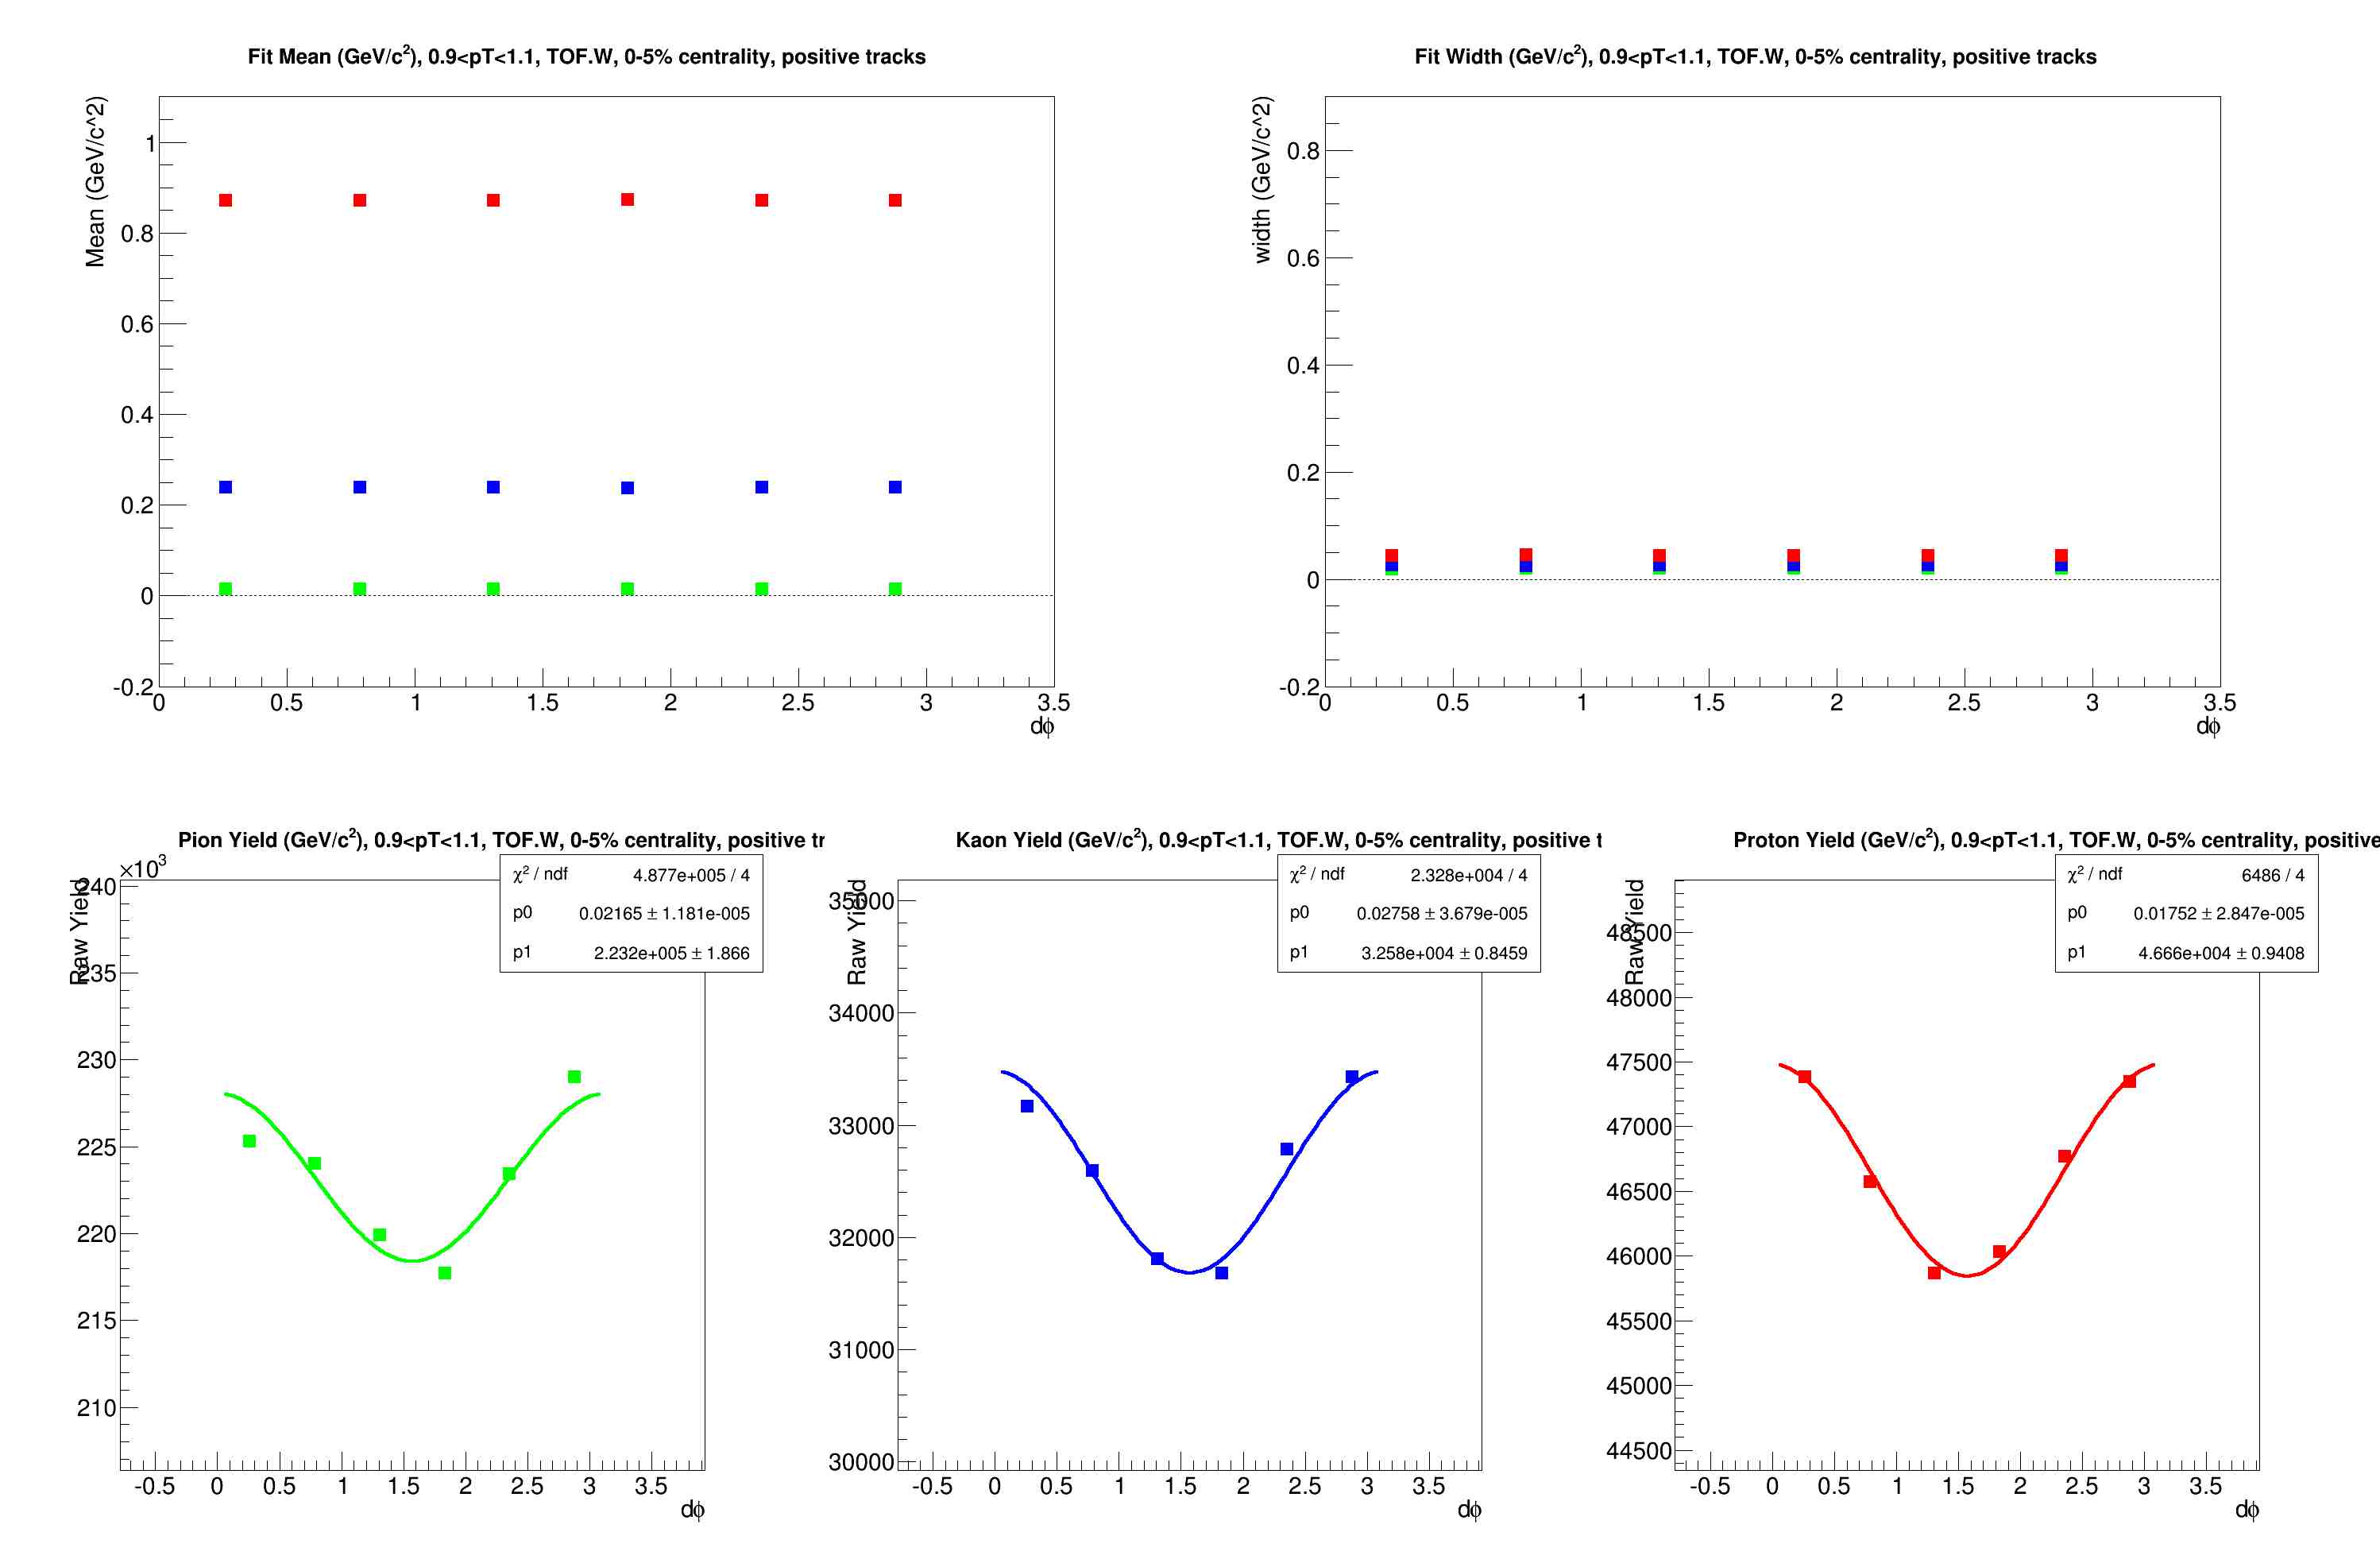 Fit Mean (GeV/c²), 0.9<pT<1.1, TOF.W, 0-5% centrality, positive tracks
Mean (GeV/c^2)
1
0.8
0.6
0.4
0.2
0
-0.2
0 0.5 1 1.5 2 2.5 3 3.5
dϕ
Fit Width (GeV/c²), 0.9<pT<1.1, TOF.W, 0-5% centrality, positive tracks
width (GeV/c^2)
0.8
0.6
0.4
0.2
0
-0.2
0 0.5 1 1.5 2 2.5 3 3.5
dϕ
Pion Yield (GeV/c²), 0.9<pT<1.1, TOF.W, 0-5% centrality, positive tr
×10³
Raw Yield
χ² / ndf 4.877e+005 / 4
p0 0.02165 ± 1.181e-005
p1 2.232e+005 ± 1.866
240
235
230
225
220
215
210
-0.5 0 0.5 1 1.5 2 2.5 3 3.5
dϕ
Kaon Yield (GeV/c²), 0.9<pT<1.1, TOF.W, 0-5% centrality, positive t
Raw Yield
χ² / ndf 2.328e+004 / 4
p0 0.02758 ± 3.679e-005
p1 3.258e+004 ± 0.8459
35000
34000
33000
32000
31000
30000
-0.5 0 0.5 1 1.5 2 2.5 3 3.5
dϕ
Proton Yield (GeV/c²), 0.9<pT<1.1, TOF.W, 0-5% centrality, positive
Raw Yield
χ² / ndf 6486 / 4
p0 0.01752 ± 2.847e-005
p1 4.666e+004 ± 0.9408
48500
48000
47500
47000
46500
46000
45500
45000
44500
-0.5 0 0.5 1 1.5 2 2.5 3 3.5
dϕ